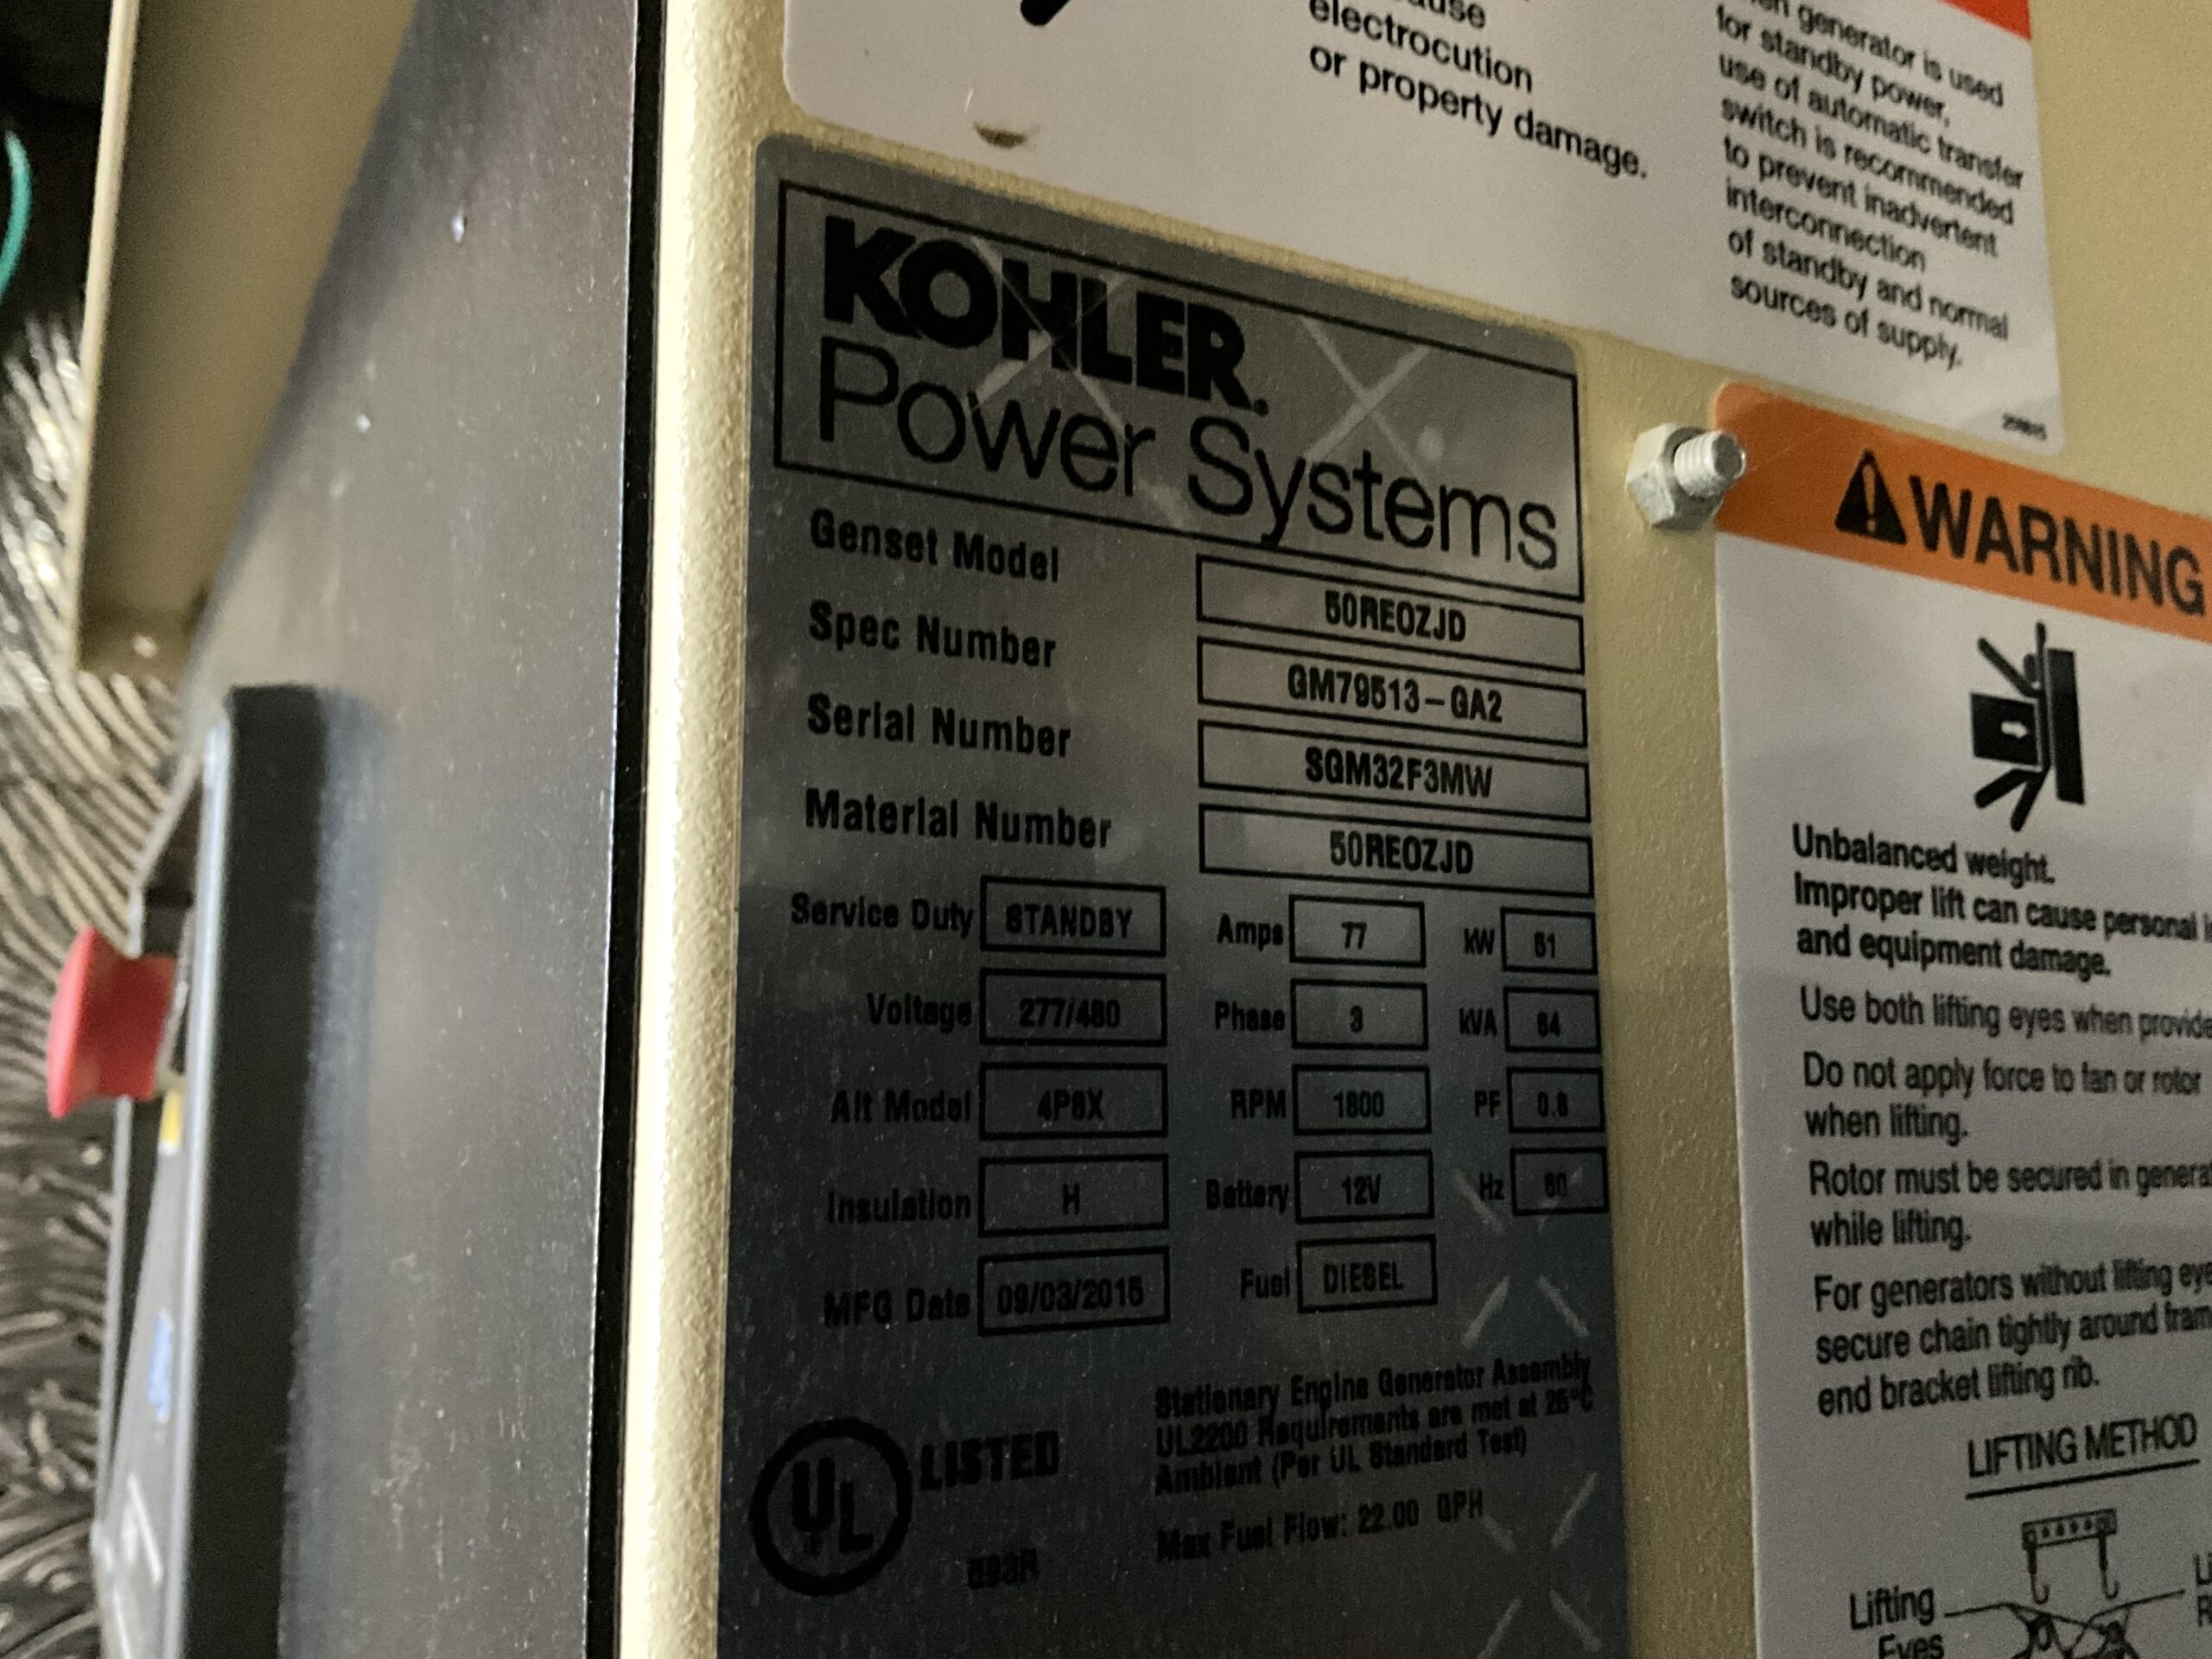 electrocution
or property damage.
generator is used
for standby power,
use of automatic transfer
switch is recommended
to prevent inadvertent
interconnection
of standby and normal
sources of supply.
KOHLER.
Power Systems
Genset Model 50REOZJD
Spec Number GM79513-GA2
Serial Number SGM32F3MW
Material Number 50REOZJD
Service Duty STANDBY Amps 77 kW 51
Voltage 277/480 Phase 3 kVA 64
Alt Model 4P8X RPM 1800 PF 0.8
Insulation H Battery 12V Hz 60
MFG Date 09/03/2015 Fuel DIESEL
UL LISTED
Stationary Engine Generator Assembly
UL2200 Requirements are met at 25°C
Ambient (Per UL Standard Test)
Max Fuel Flow: 22.00 GPH
WARNING
Unbalanced weight.
Improper lift can cause personal
and equipment damage.
Use both lifting eyes when
Do not apply force to fan or rotor
when lifting.
Rotor must be secured in
while lifting.
For generators without lifting
secure chain tightly around
end bracket lifting rib.
LIFTING METHOD
Lifting
Eyes